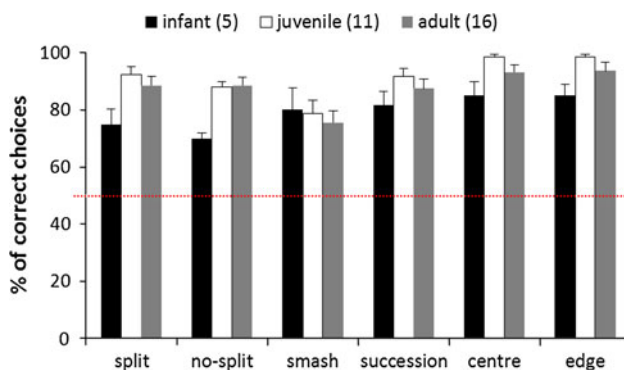 infant (5) juvenile (11) adult (16)
% of correct choices
100
80
60
40
20
0
split no-split smash succession centre edge